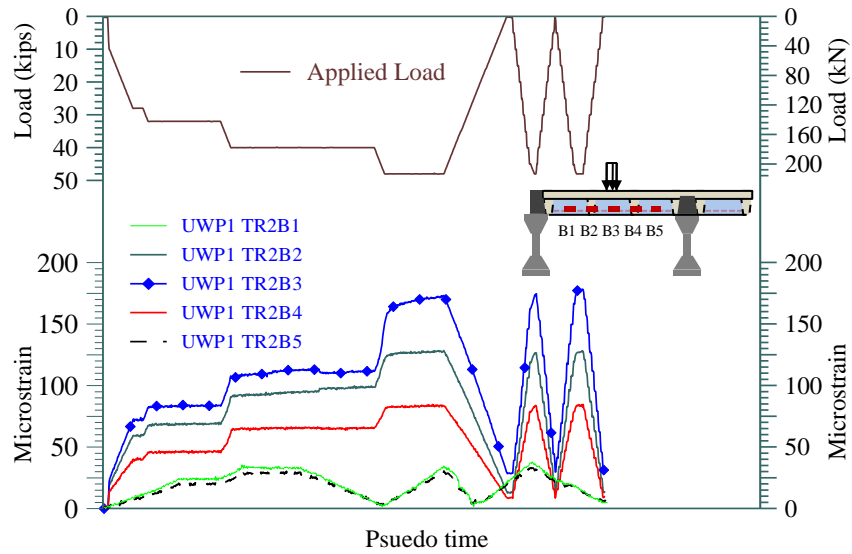 0
10
20
30
40
50
Load (kips)
Applied Load
0
40
80
120
160
200
Load (kN)
B1 B2 B3 B4 B5
UWP1 TR2B1
UWP1 TR2B2
UWP1 TR2B3
UWP1 TR2B4
UWP1 TR2B5
200
150
100
50
0
Microstrain
200
150
100
50
0
Microstrain
Psuedo time